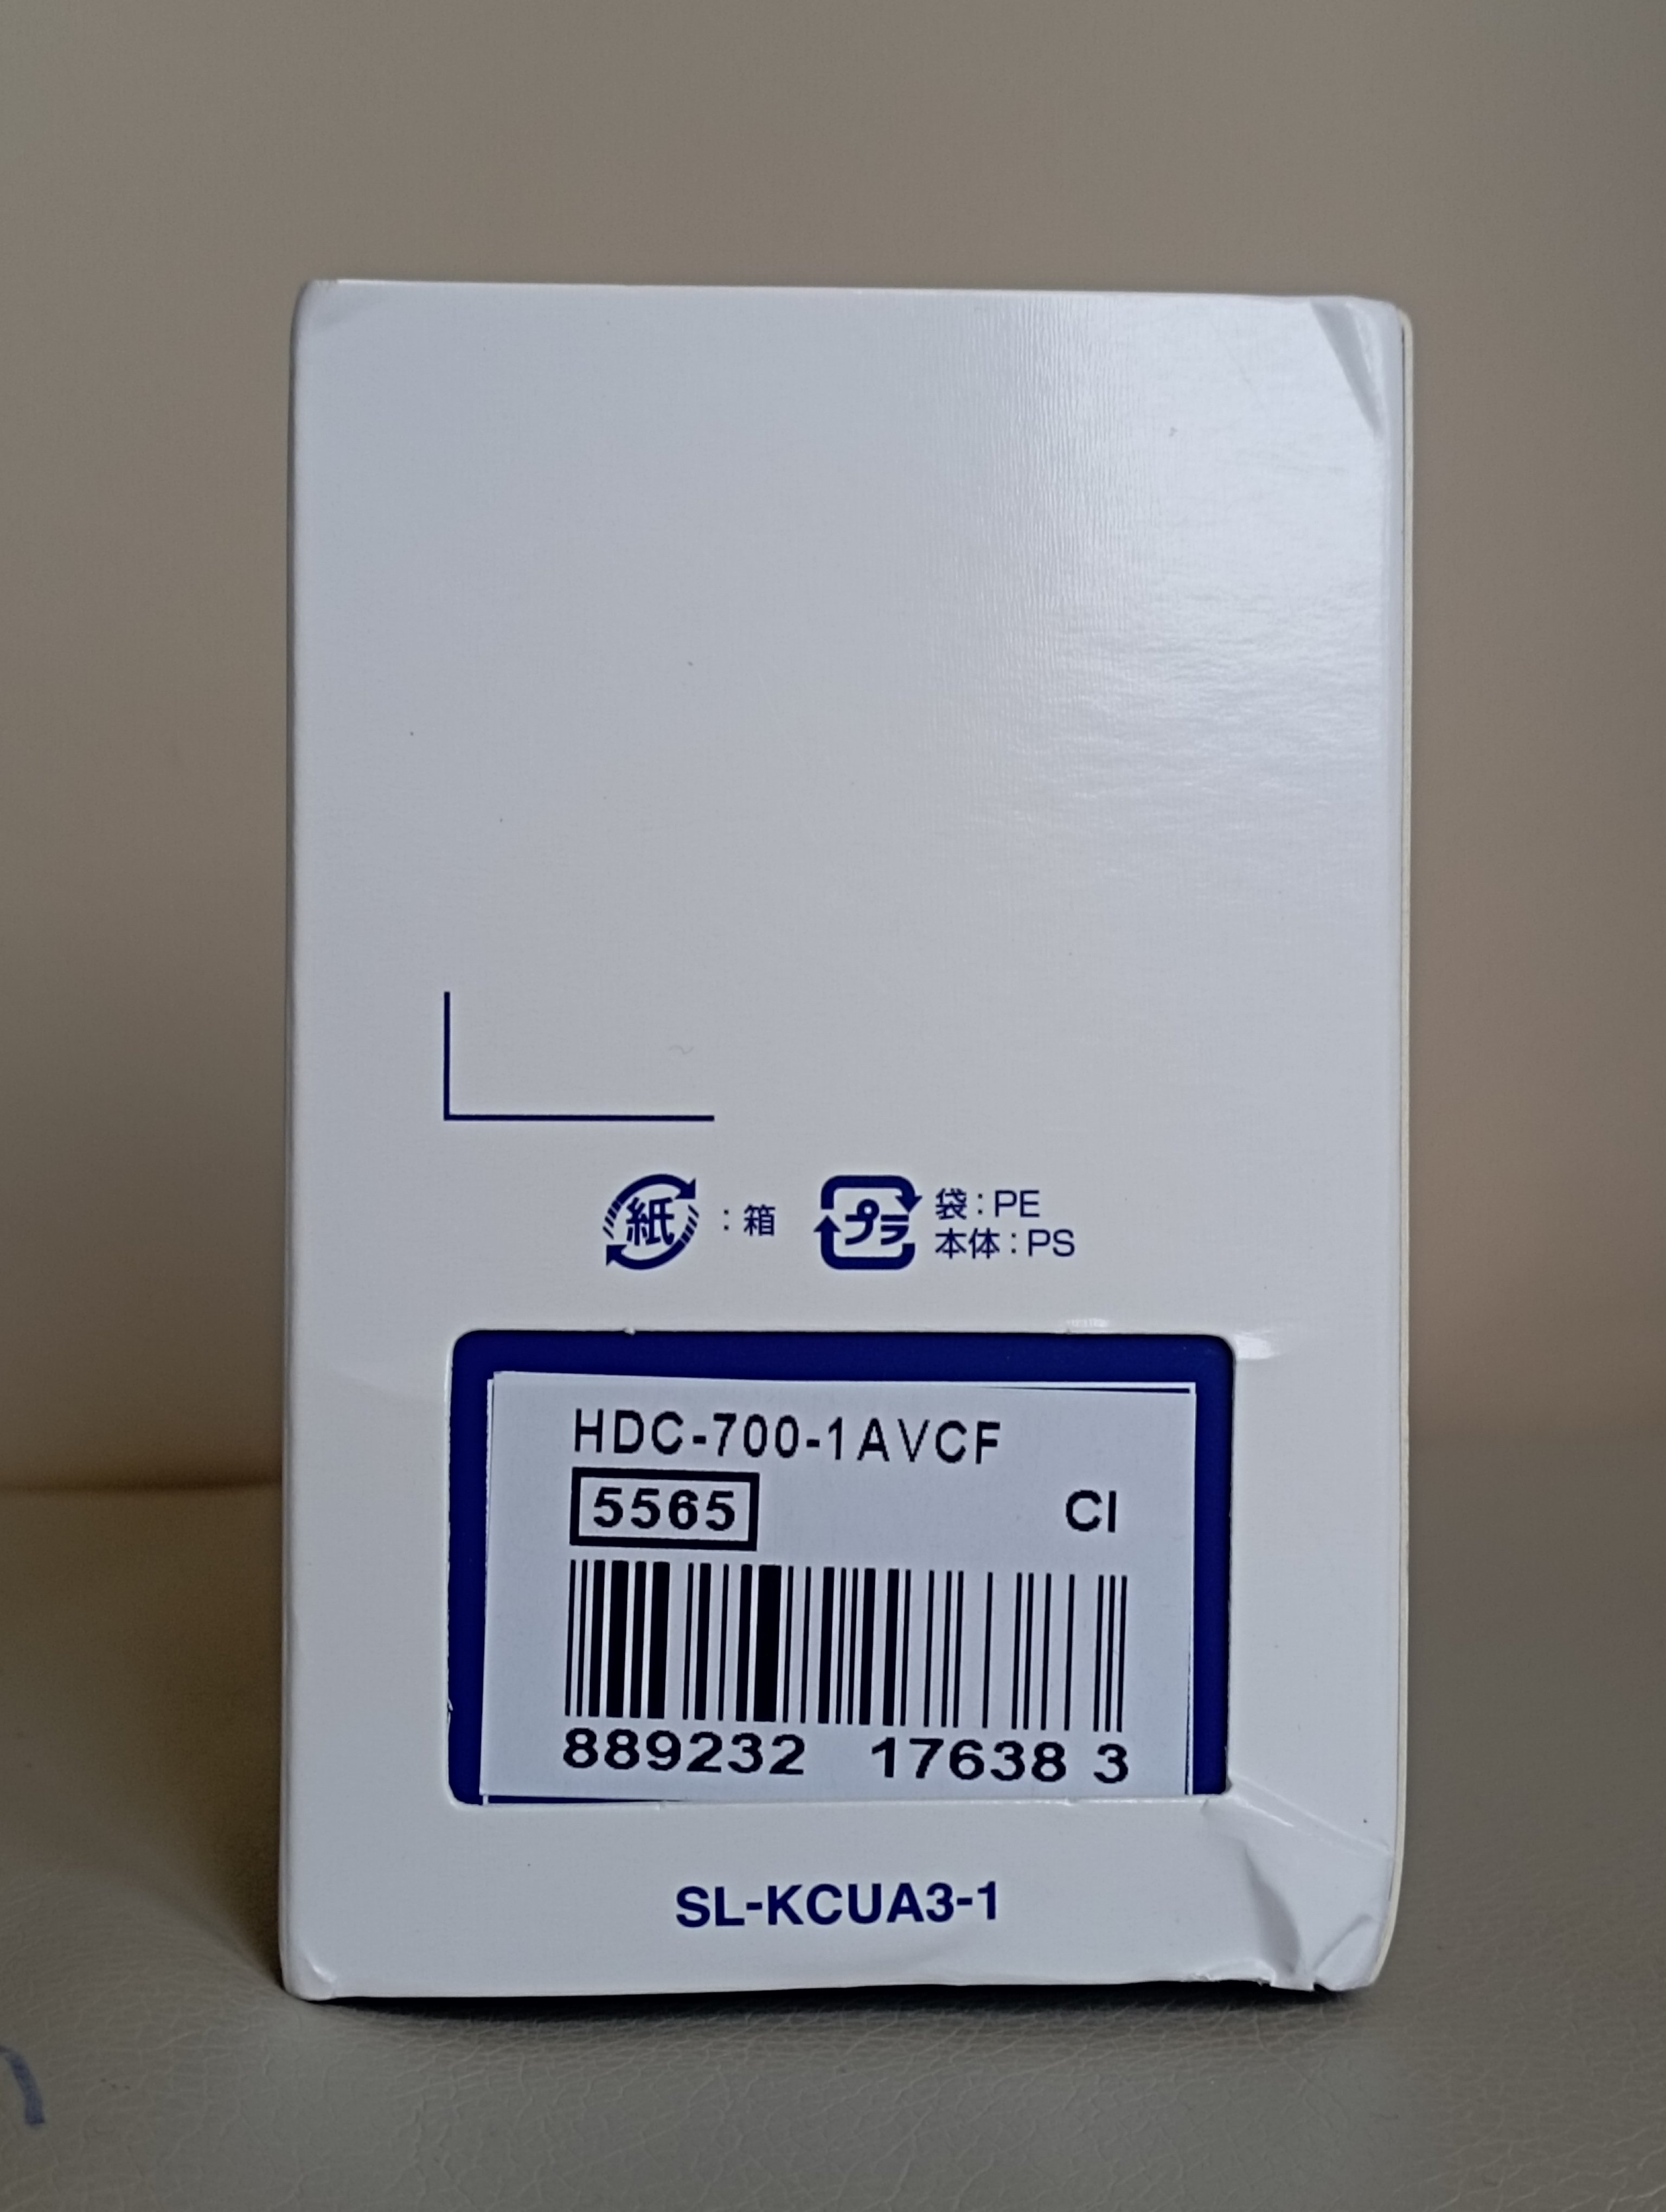 紙 : 箱 プラ 袋 : PE
本体 : PS
HDC-700-1AVCF
5565 CI
889232 17638 3
SL-KCUA3-1